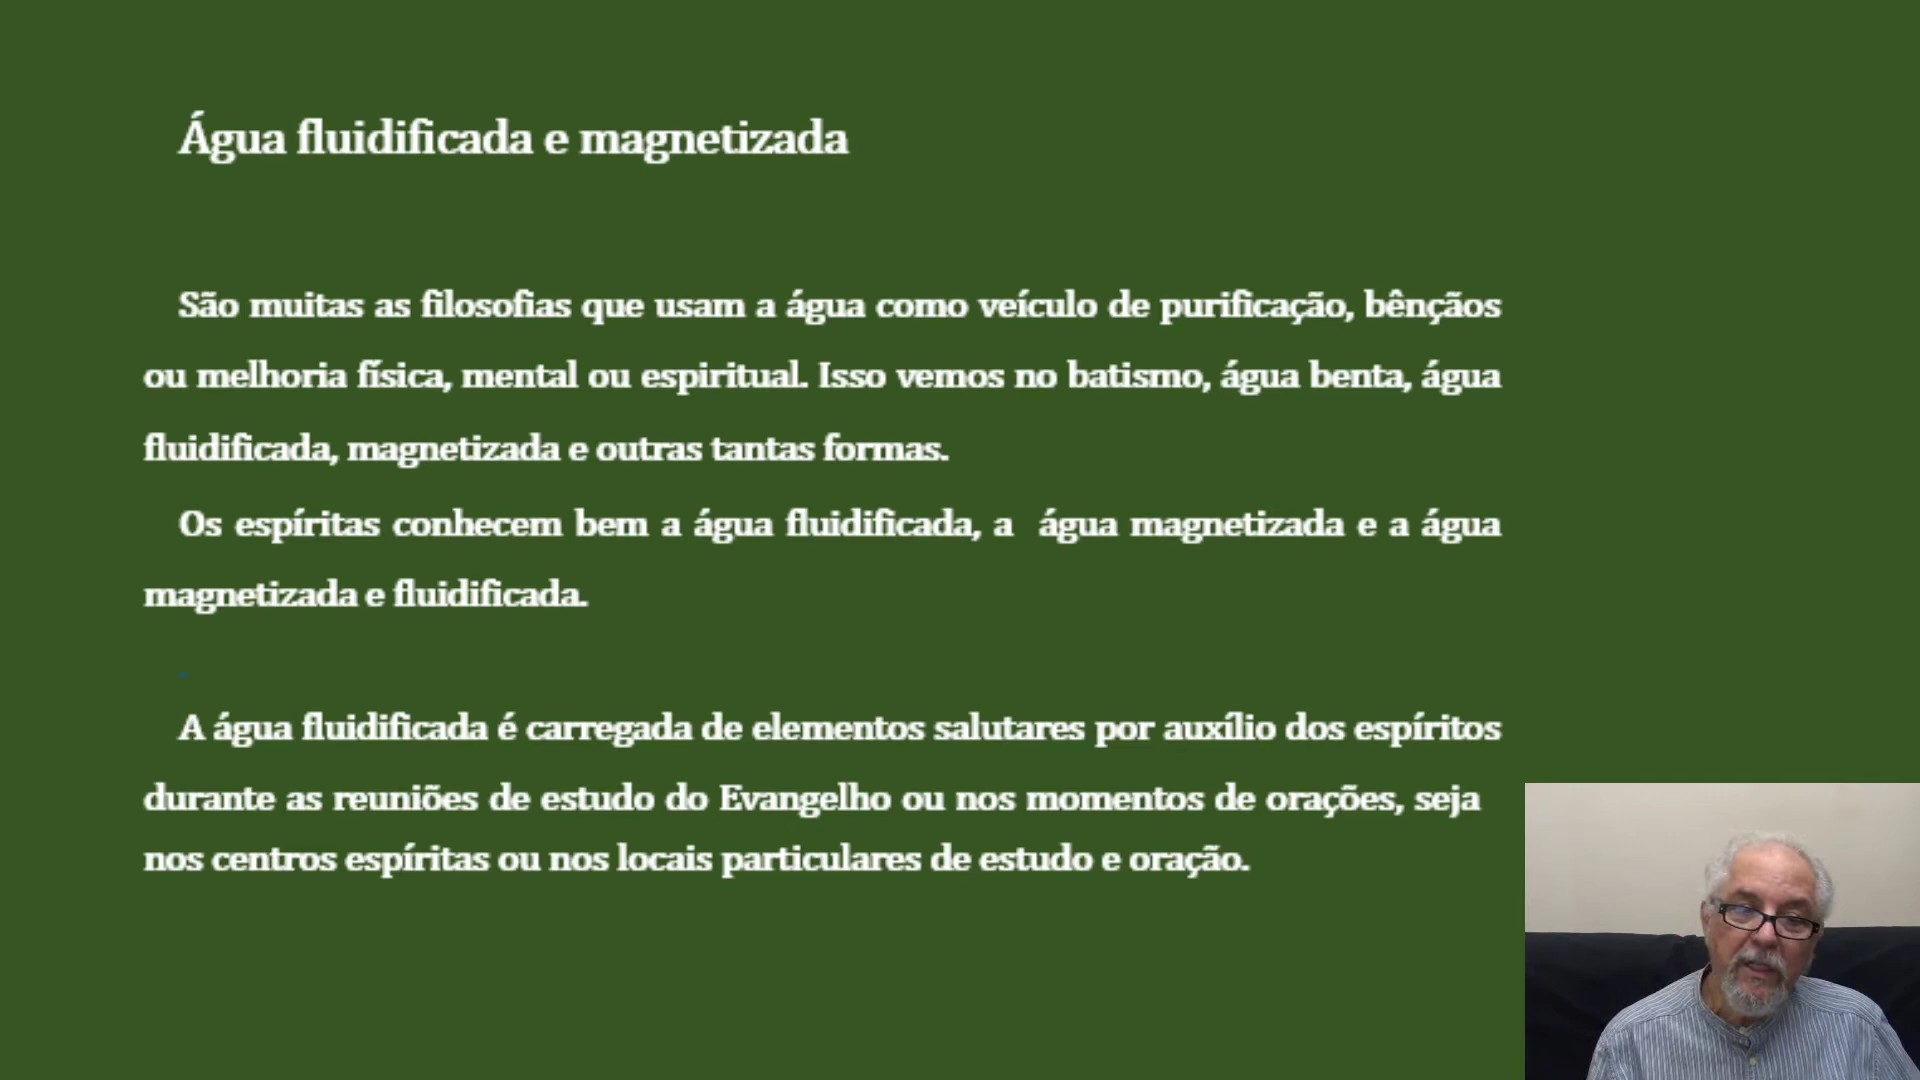 Água fluidificada e magnetizada
São muitas as filosofias que usam a água como veículo de purificação, bênçãos
ou melhoria física, mental ou espiritual. Isso vemos no batismo, água benta, água
fluidificada, magnetizada e outras tantas formas.
Os espíritas conhecem bem a água fluidificada, a água magnetizada e a água
magnetizada e fluidificada.
A água fluidificada é carregada de elementos salutares por auxílio dos espíritos
durante as reuniões de estudo do Evangelho ou nos momentos de orações, seja
nos centros espíritas ou nos locais particulares de estudo e oração.